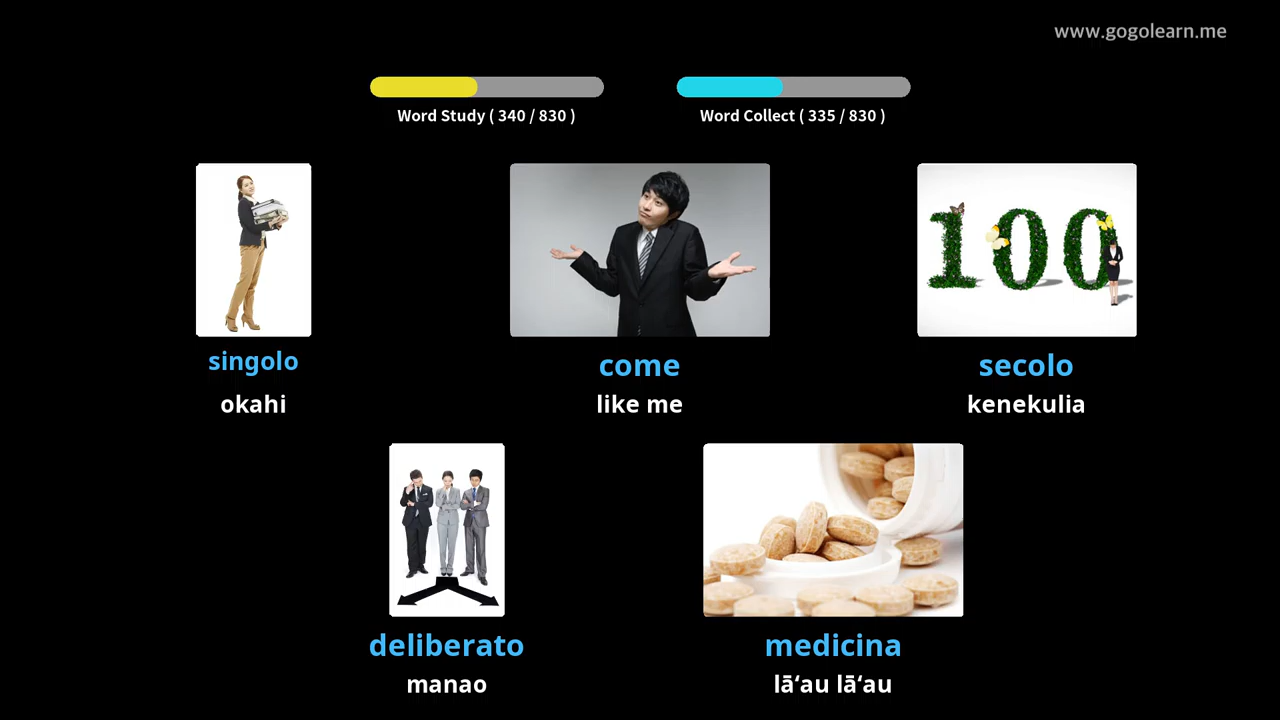 www.gogolearn.me
Word Study ( 340 / 830 )
Word Collect ( 335 / 830 )
singolo
okahi
come
like me
secolo
kenekulia
deliberato
manao
medicina
lāʻau lāʻau